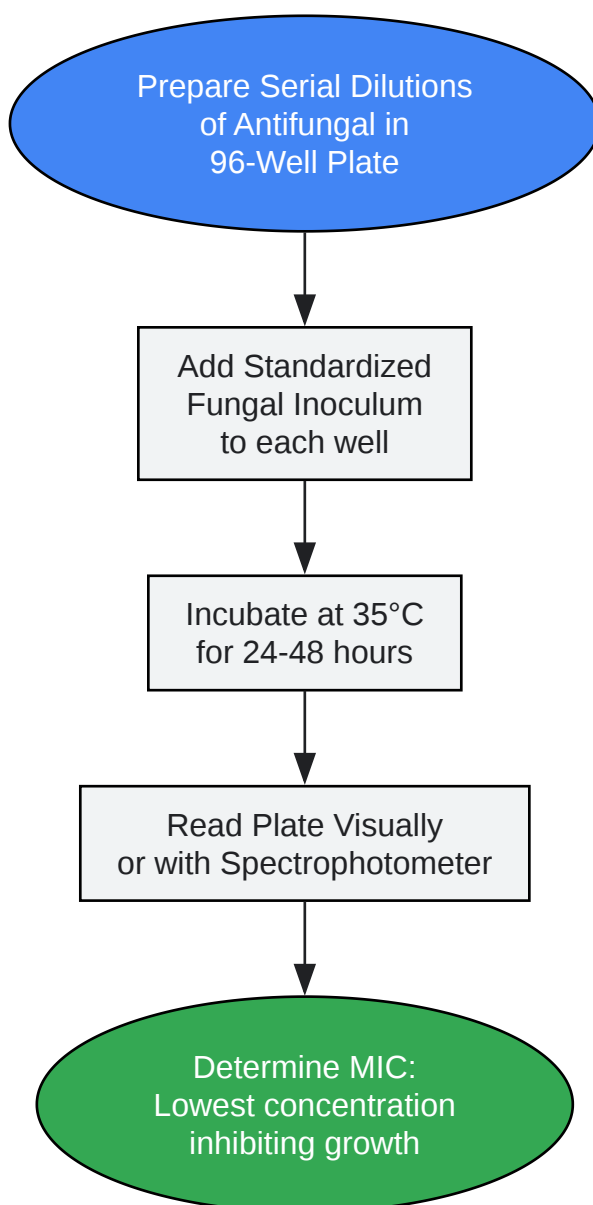 Prepare Serial Dilutions
of Antifungal in
96-Well Plate
Add Standardized
Fungal Inoculum
to each well
Incubate at 35°C
for 24-48 hours
Read Plate Visually
or with Spectrophotometer
Determine MIC:
Lowest concentration
inhibiting growth